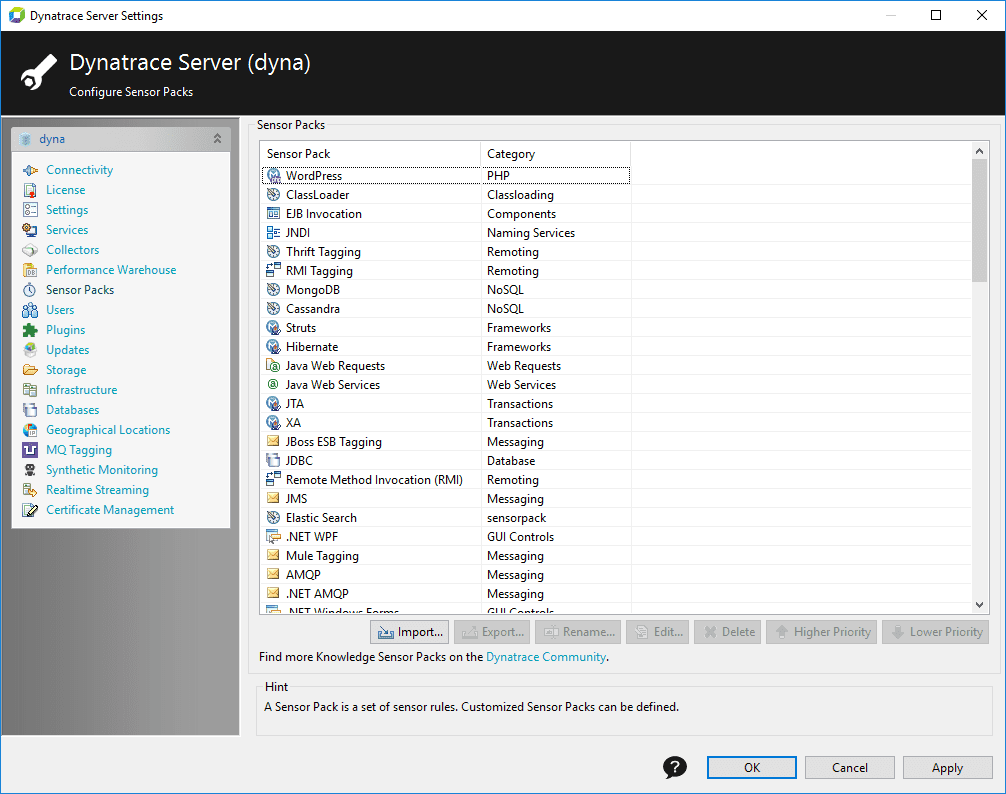 Dynatrace Server Settings
Dynatrace Server (dyna)
Configure Sensor Packs
dyna
Connectivity
License
Settings
Services
Collectors
Performance Warehouse
Sensor Packs
Users
Plugins
Updates
Storage
Infrastructure
Databases
Geographical Locations
MQ Tagging
Synthetic Monitoring
Realtime Streaming
Certificate Management
Sensor Packs
Sensor Pack Category
WordPress PHP
ClassLoader Classloading
EJB Invocation Components
JNDI Naming Services
Thrift Tagging Remoting
RMI Tagging Remoting
MongoDB NoSQL
Cassandra NoSQL
Struts Frameworks
Hibernate Frameworks
Java Web Requests Web Requests
Java Web Services Web Services
JTA Transactions
XA Transactions
JBoss ESB Tagging Messaging
JDBC Database
Remote Method Invocation (RMI) Remoting
JMS Messaging
Elastic Search sensorpack
.NET WPF GUI Controls
Mule Tagging Messaging
AMQP Messaging
.NET AMQP Messaging
.NET Windows Forms GUI Controls
Import... Export... Rename... Edit... Delete Higher Priority Lower Priority
Find more Knowledge Sensor Packs on the Dynatrace Community.
Hint
A Sensor Pack is a set of sensor rules. Customized Sensor Packs can be defined.
? OK Cancel Apply